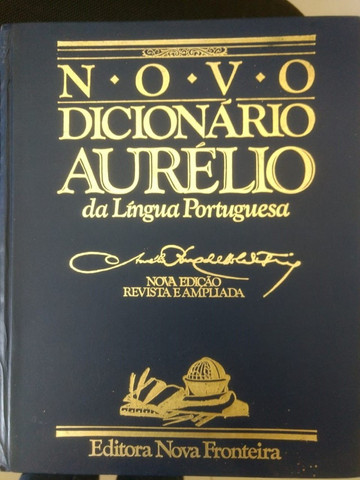 N·O·V·O
DICIONÁRIO
AURÉLIO
da Língua Portuguesa
NOVA EDIÇÃO
REVISTA E AMPLIADA
Editora Nova Fronteira